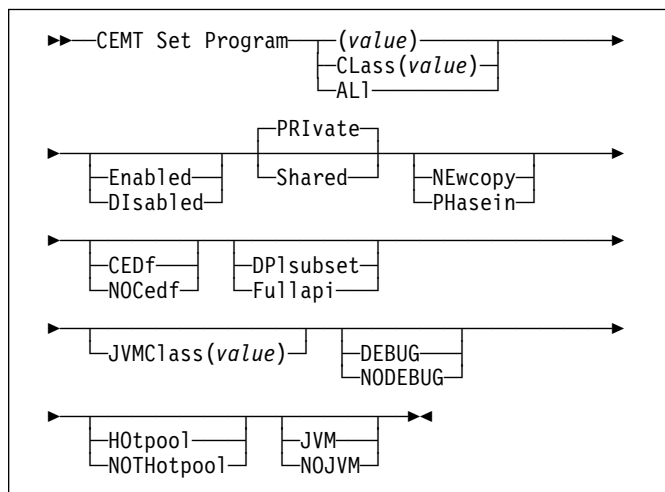 CEMT Set Program (value)
CLass(value)
ALl
PRIvate
Enabled Shared NEwcopy
DIsabled PHasein
CEDf DPlsubset
NOCedf Fullapi
JVMClass(value) DEBUG
NODEBUG
HOtpool JVM
NOTHotpool NOJVM